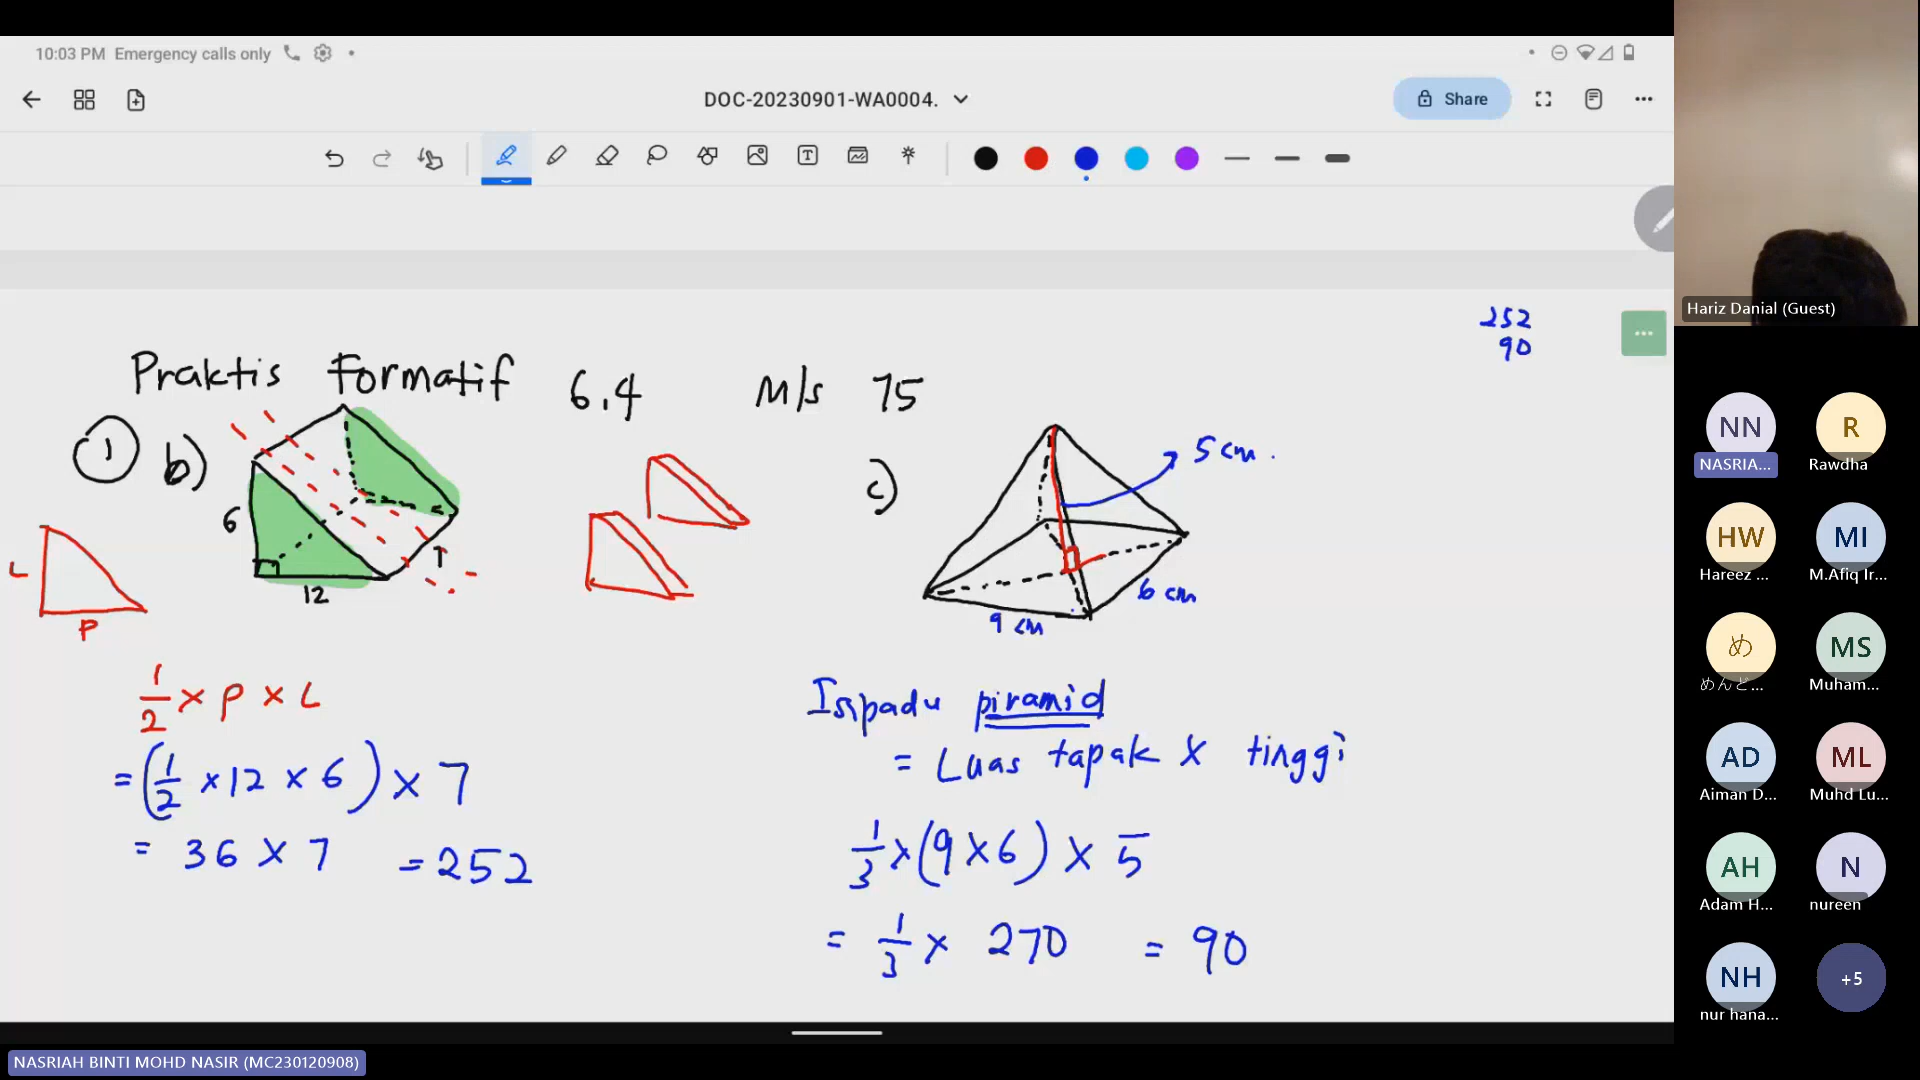 10:03 PM Emergency calls only
DOC-20230901-WA0004.
Share
Hariz Danial (Guest)
252
90
Praktis formatif 6.4 M/s 75
1 b)
6
12
7
L
P
c)
5 cm.
6 cm
9 cm
1/2 × P × L
= (1/2 × 12 × 6) × 7
= 36 × 7 = 252
Isipadu piramid
= Luas tapak × tinggi
1/3 × (9 × 6) × 5
= 1/3 × 270 = 90
NN
NASRIA...
R
Rawdha
HW
Hareez ...
MI
M.Afiq Ir...
め
めんど...
MS
Muham...
AD
Aiman D...
ML
Muhd Lu...
AH
Adam H...
N
nureen
NH
nur hana...
+5
NASRIAH BINTI MOHD NASIR (MC230120908)